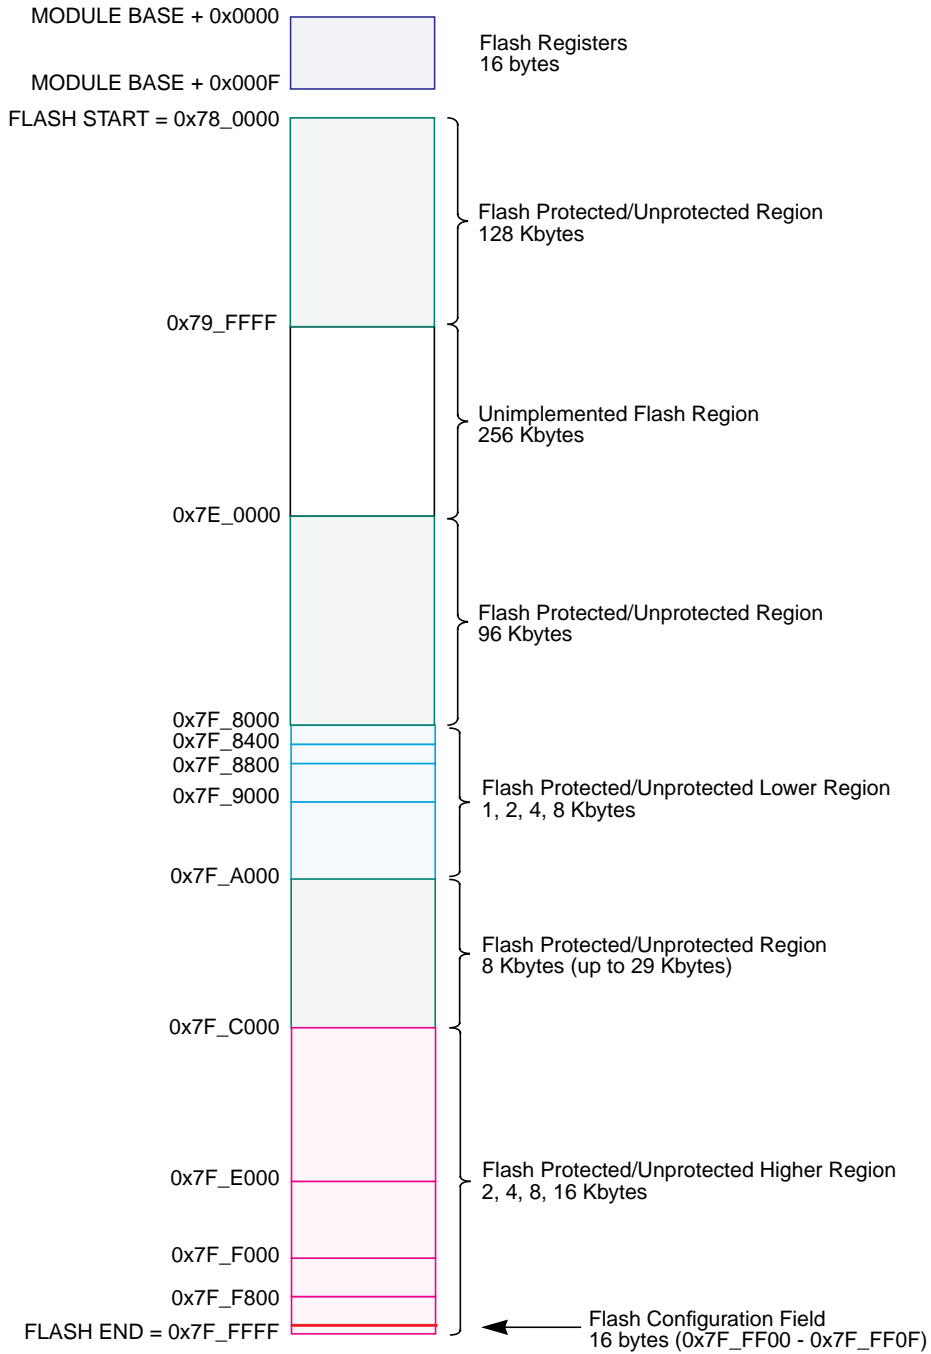 MODULE BASE + 0x0000
Flash Registers
16 bytes
MODULE BASE + 0x000F
FLASH START = 0x78_0000
Flash Protected/Unprotected Region
128 Kbytes
0x79_FFFF
Unimplemented Flash Region
256 Kbytes
0x7E_0000
Flash Protected/Unprotected Region
96 Kbytes
0x7F_8000
0x7F_8400
0x7F_8800
0x7F_9000
Flash Protected/Unprotected Lower Region
1, 2, 4, 8 Kbytes
0x7F_A000
Flash Protected/Unprotected Region
8 Kbytes (up to 29 Kbytes)
0x7F_C000
Flash Protected/Unprotected Higher Region
2, 4, 8, 16 Kbytes
0x7F_E000
0x7F_F000
0x7F_F800
FLASH END = 0x7F_FFFF
Flash Configuration Field
16 bytes (0x7F_FF00 - 0x7F_FF0F)